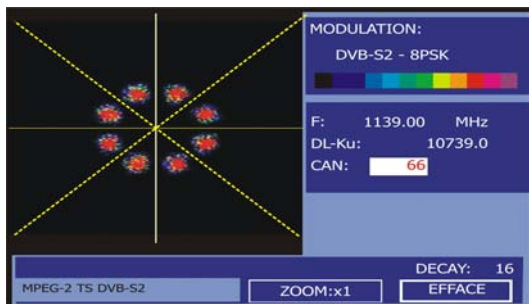 MODULATION:
DVB-S2 - 8PSK
F: 1139.00 MHz
DL-Ku: 10739.0
CAN: 66
DECAY: 16
MPEG-2 TS DVB-S2
ZOOM:x1
EFFACE